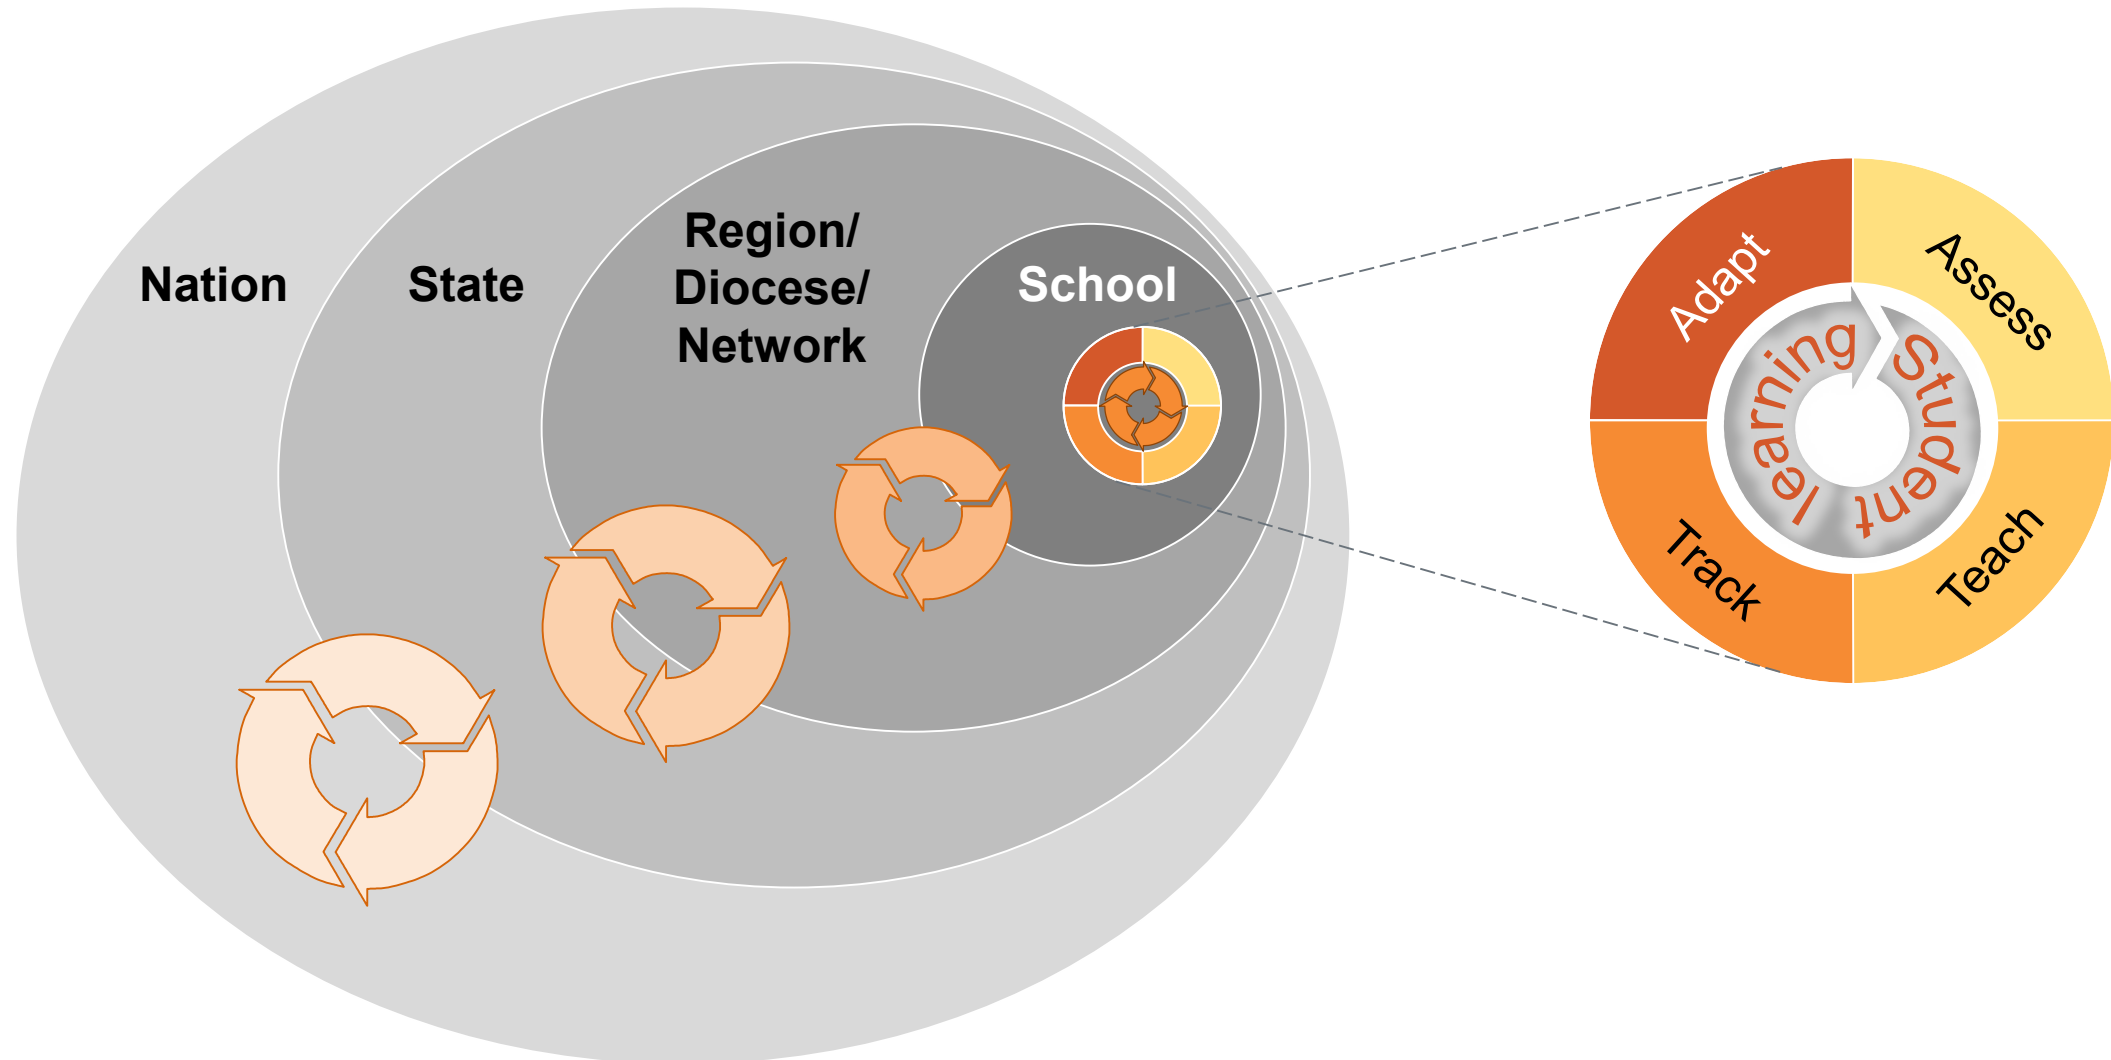 Nation
State
Region/
Diocese/
Network
School
Adapt
Assess
Teach
Track
Student
learning